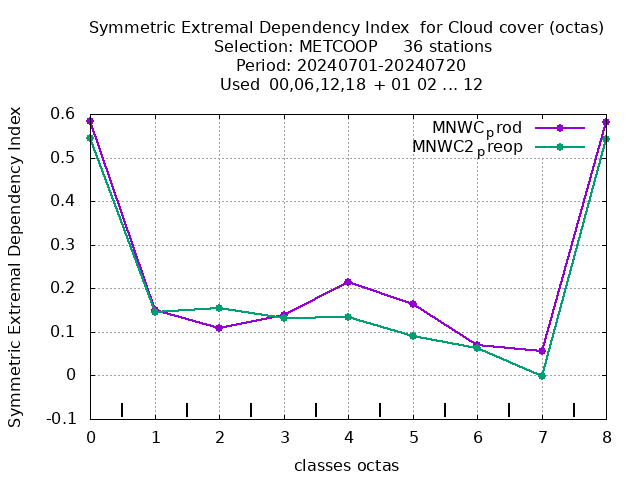 Symmetric Extremal Dependency Index  for Cloud cover (octas)
Selection: METCOOP     36 stations
Period: 20240701-20240720
Used  00,06,12,18  + 01 02 ... 12
MNWC_prod
MNWC2_preop
Symmetric Extremal Dependency Index
0.6
0.5
0.4
0.3
0.2
0.1
0
-0.1
0 1 2 3 4 5 6 7 8
classes octas